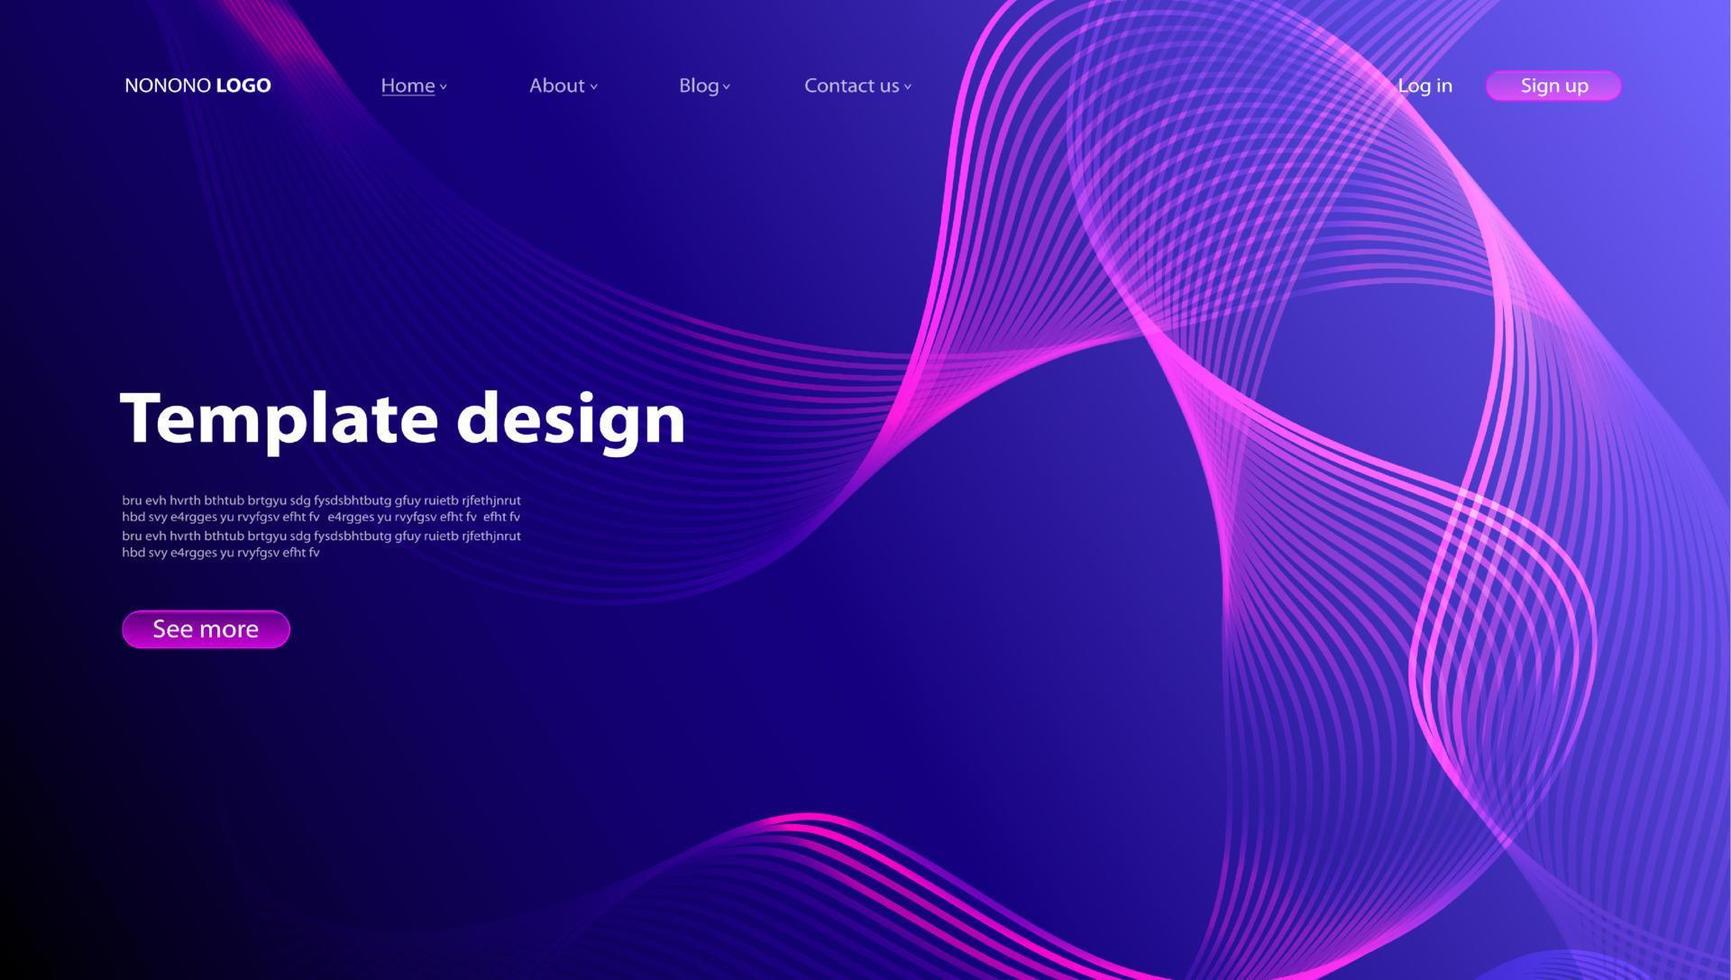 NONONO LOGO
Home
About
Blog
Contact us
Log in
Sign up
Template design
bru evh hvrth bthtub brtgyu sdg fysdsbhtbutg gfuy ruietb rjfethjnrut
hbd svy e4rgges yu rvyfgsv efht fv e4rgges yu rvyfgsv efht fv efht fv
bru evh hvrth bthtub brtgyu sdg fysdsbhtbutg gfuy ruietb rjfethjnrut
hbd svy e4rgges yu rvyfgsv efht fv
See more